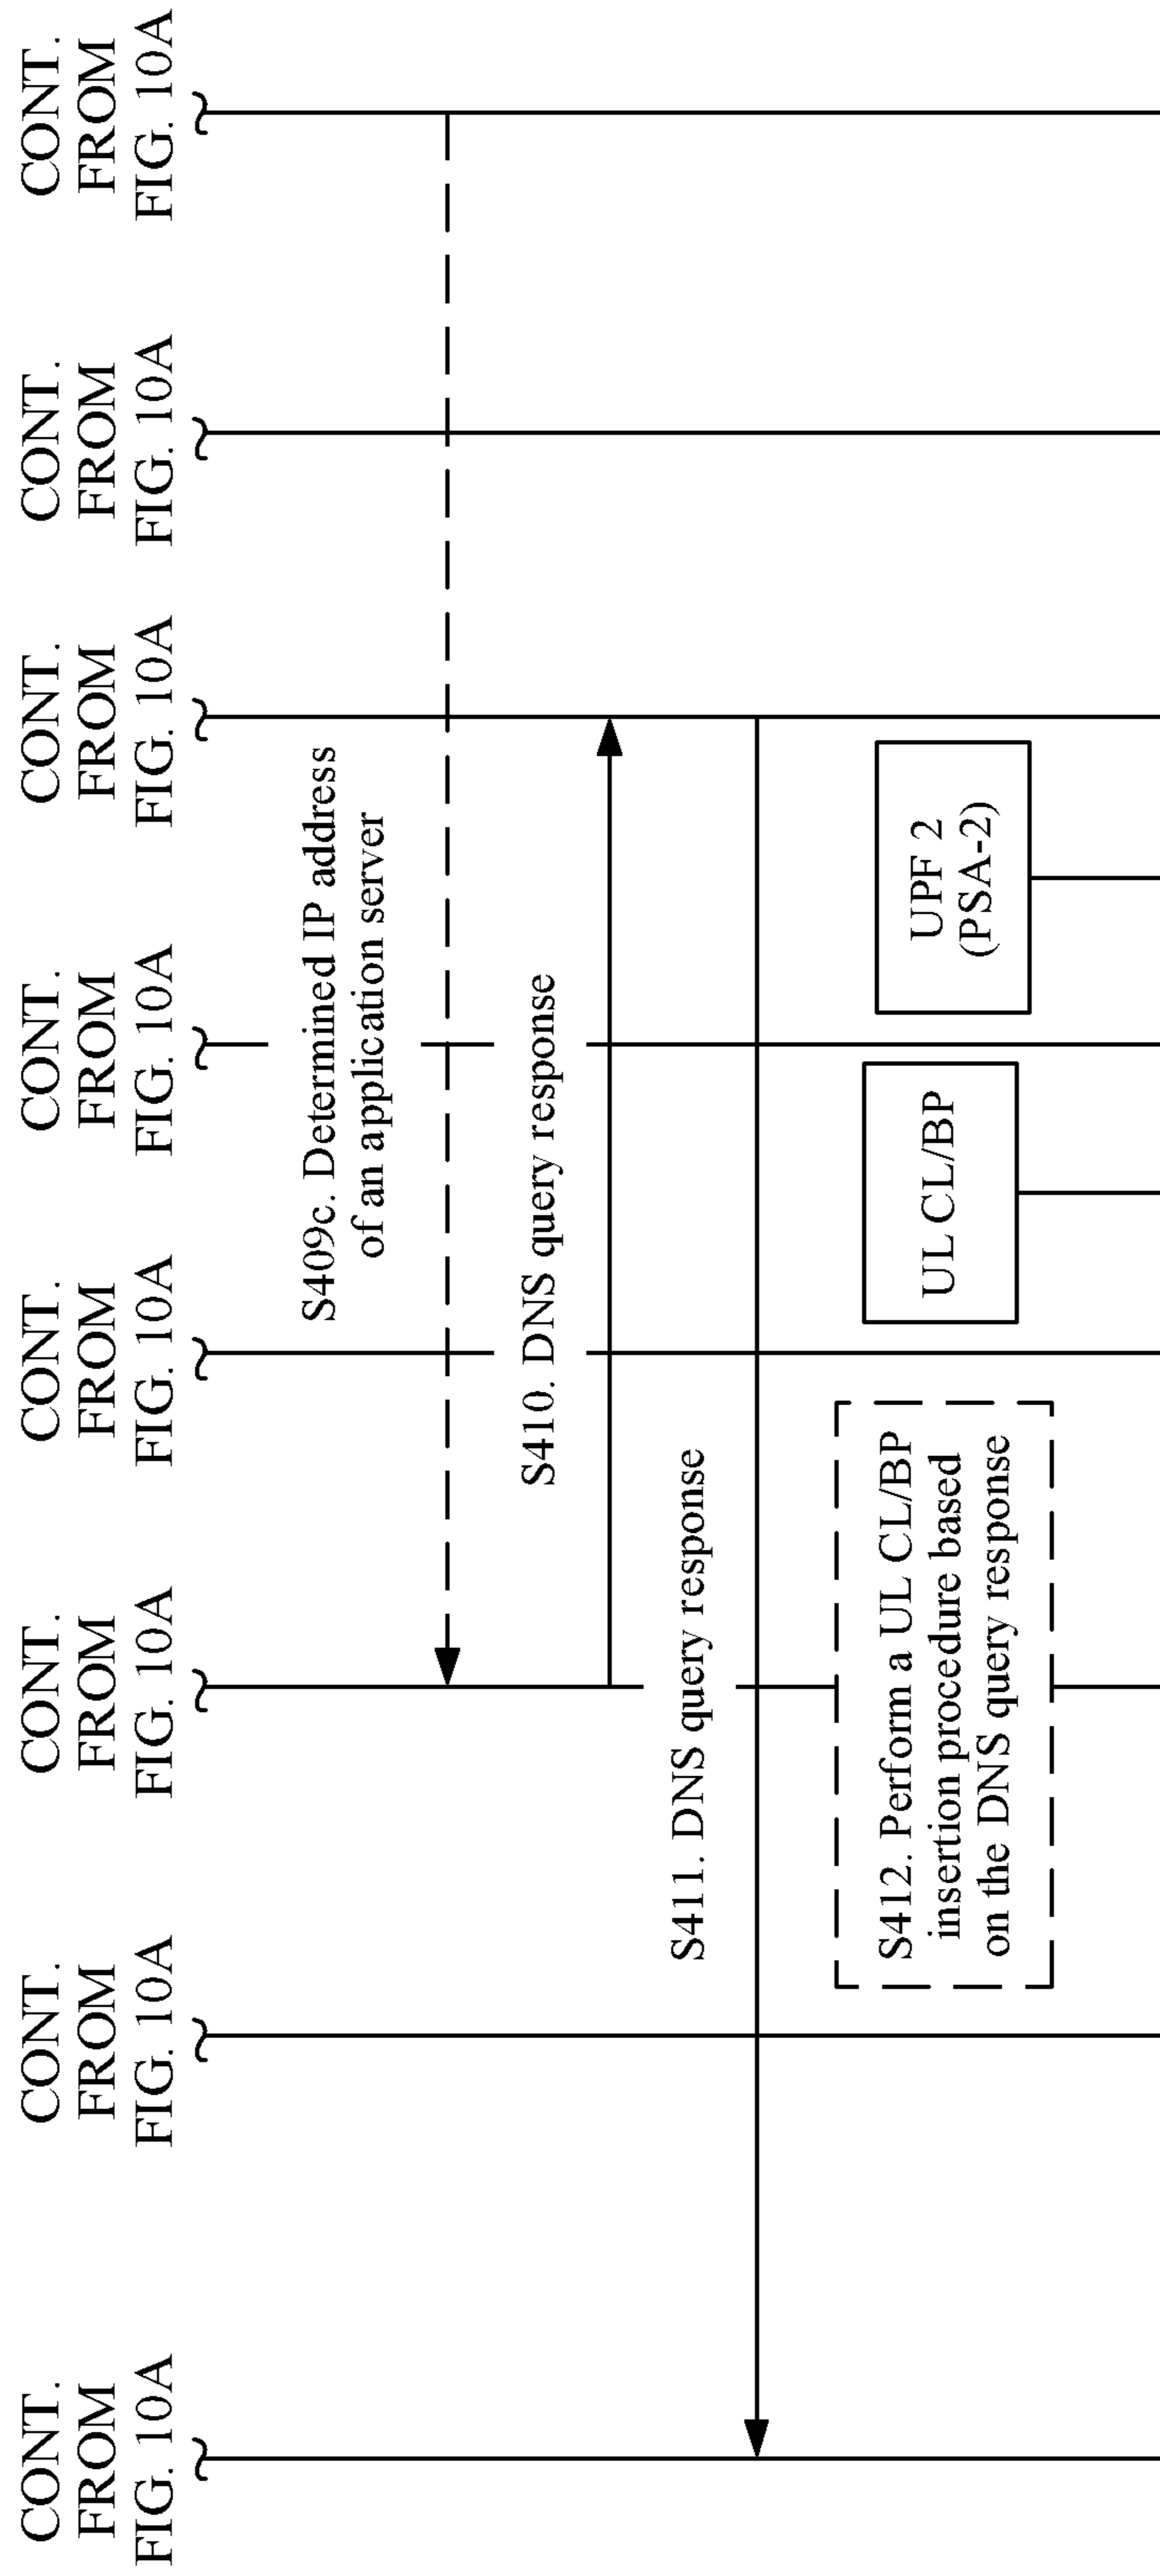 CONT.
FROM
FIG. 10A
CONT.
FROM
FIG. 10A
CONT.
FROM
FIG. 10A
CONT.
FROM
FIG. 10A
CONT.
FROM
FIG. 10A
CONT.
FROM
FIG. 10A
CONT.
FROM
FIG. 10A
CONT.
FROM
FIG. 10A
S409c. Determined IP address
of an application server
S410. DNS query response
S411. DNS query response
S412. Perform a UL CL/BP
insertion procedure based
on the DNS query response
UL CL/BP
UPF 2
(PSA-2)